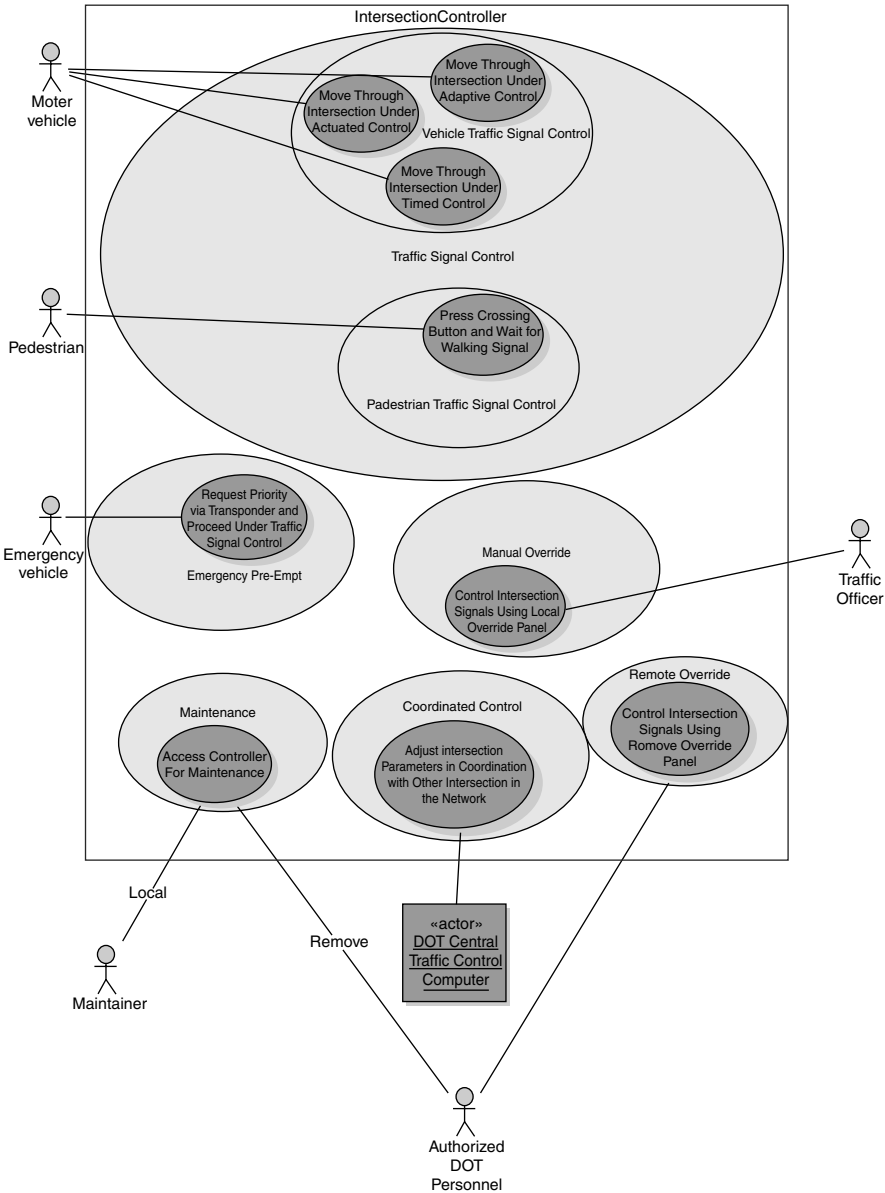 IntersectionController
Moter
vehicle
Move Through
Intersection Under
Adaptive Control
Move Through
Intersection Under
Actuated Control
Vehicle Traffic Signal Control
Move Through
Intersection Under
Timed Control
Traffic Signal Control
Pedestrian
Press Crossing
Button and Wait for
Walking Signal
Padestrian Traffic Signal Control
Emergency
vehicle
Request Priority
via Transponder and
Proceed Under Traffic
Signal Control
Emergency Pre-Empt
Manual Override
Control Intersection
Signals Using Local
Override Panel
Traffic
Officer
Maintenance
Access Controller
For Maintenance
Coordinated Control
Adjust intersection
Parameters in Coordination
with Other Intersection in
the Network
Remote Override
Control Intersection
Signals Using
Romove Override
Panel
Local
Remove
Maintainer
«actor»
DOT Central
Traffic Control
Computer
Authorized
DOT
Personnel